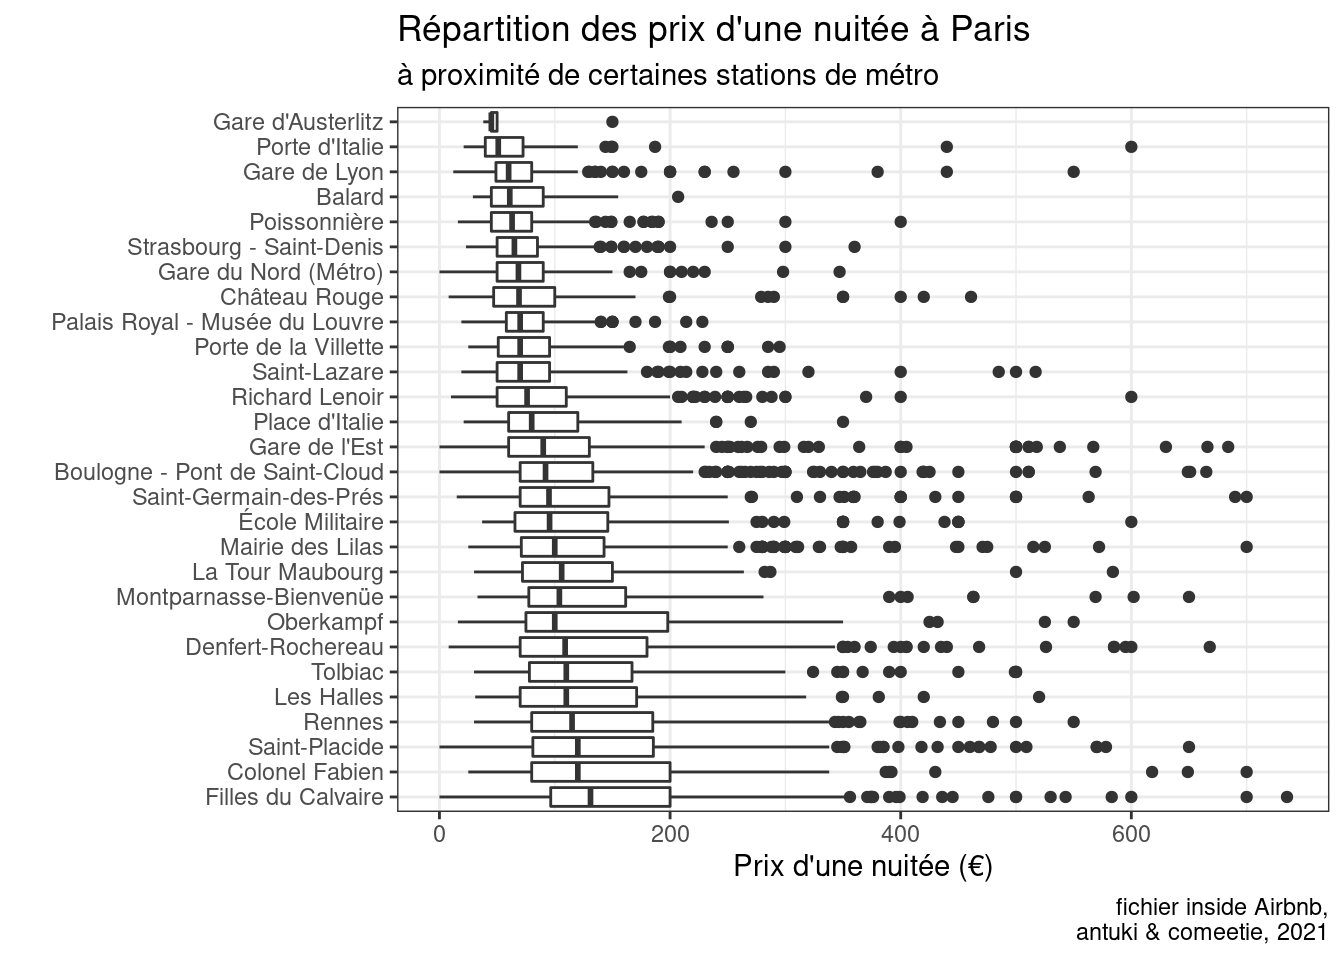 Répartition des prix d'une nuitée à Paris
à proximité de certaines stations de métro
Gare d'Austerlitz
Porte d'Italie
Gare de Lyon
Balard
Poissonnière
Strasbourg - Saint-Denis
Gare du Nord (Métro)
Château Rouge
Palais Royal - Musée du Louvre
Porte de la Villette
Saint-Lazare
Richard Lenoir
Place d'Italie
Gare de l'Est
Boulogne - Pont de Saint-Cloud
Saint-Germain-des-Prés
École Militaire
Mairie des Lilas
La Tour Maubourg
Montparnasse-Bienvenüe
Oberkampf
Denfert-Rochereau
Tolbiac
Les Halles
Rennes
Saint-Placide
Colonel Fabien
Filles du Calvaire
0 200 400 600
Prix d'une nuitée (€)
fichier inside Airbnb,
antuki & comeetie, 2021